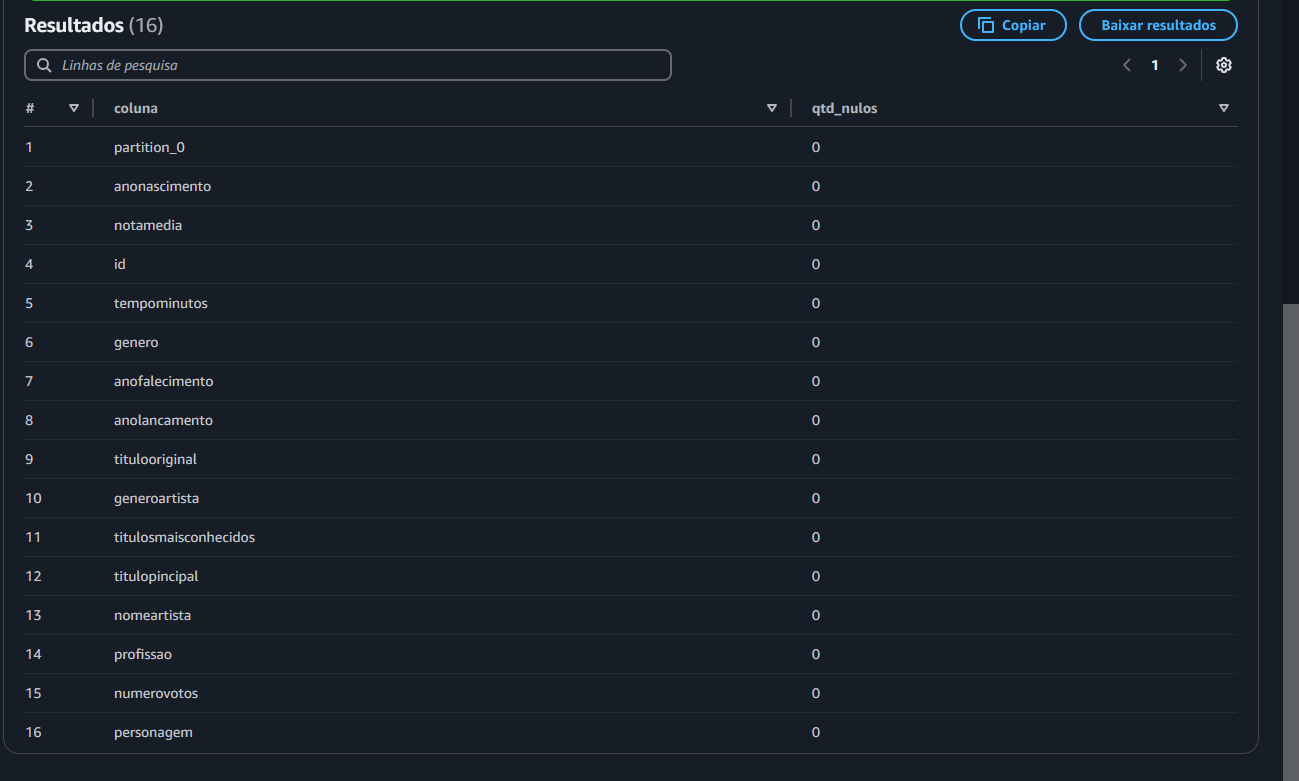 Resultados (16)
Copiar
Baixar resultados
Linhas de pesquisa
1
# coluna qtd_nulos
1 partition_0 0
2 anonascimento 0
3 notamedia 0
4 id 0
5 tempominutos 0
6 genero 0
7 anofalecimento 0
8 anolancamento 0
9 titulooriginal 0
10 generoartista 0
11 titulosmaisconhecidos 0
12 titulopincipal 0
13 nomeartista 0
14 profissao 0
15 numerovotos 0
16 personagem 0